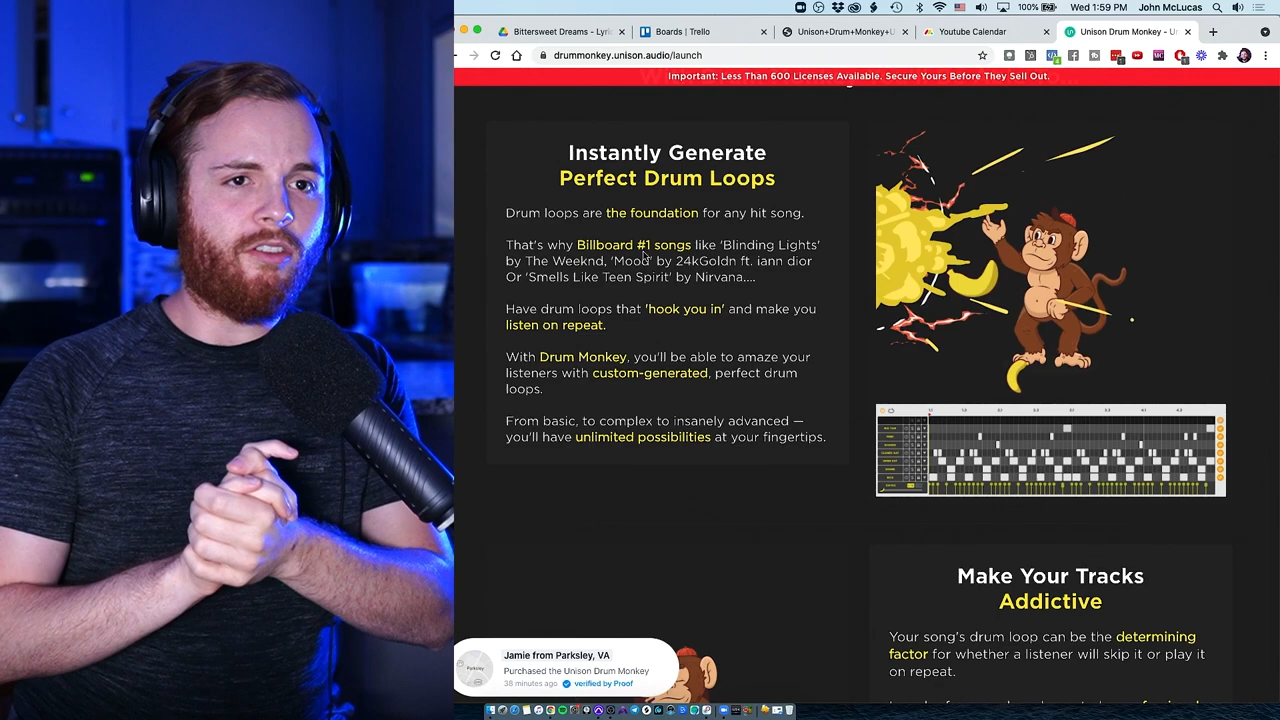 100%
Wed 1:59 PM
John McLucas
Bittersweet Dreams - Lyric
Boards | Trello
Unison+Drum+Monkey+U
Youtube Calendar
Unison Drum Monkey - U
drummonkey.unison.audio/launch
Important: Less Than 600 Licenses Available. Secure Yours Before They Sell Out.
Instantly Generate
Perfect Drum Loops
Drum loops are the foundation for any hit song.
That's why Billboard #1 songs like 'Blinding Lights'
by The Weeknd, 'Mood' by 24kGoldn ft. iann dior
Or 'Smells Like Teen Spirit' by Nirvana....
Have drum loops that 'hook you in' and make you
listen on repeat.
With Drum Monkey, you'll be able to amaze your
listeners with custom-generated, perfect drum
loops.
From basic, to complex to insanely advanced —
you'll have unlimited possibilities at your fingertips.
Make Your Tracks
Addictive
Your song's drum loop can be the determining
factor for whether a listener will skip it or play it
on repeat.
Jamie from Parksley, VA
Parksley
Purchased the Unison Drum Monkey
38 minutes ago
verified by Proof